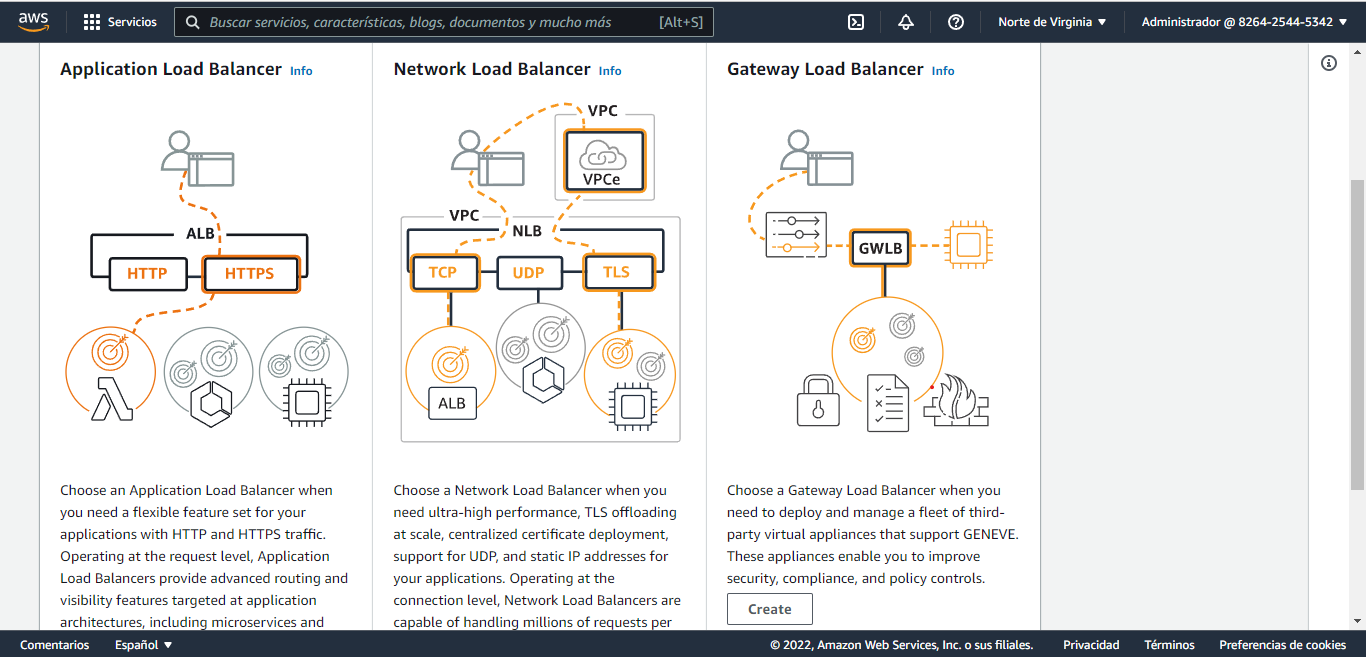 aws
Servicios
Buscar servicios, características, blogs, documentos y mucho más
[Alt+S]
Norte de Virginia
Administrador @ 8264-2544-5342
Application Load Balancer Info
ALB
HTTP
HTTPS
Choose an Application Load Balancer when
you need a flexible feature set for your
applications with HTTP and HTTPS traffic.
Operating at the request level, Application
Load Balancers provide advanced routing and
visibility features targeted at application
architectures, including microservices and
Network Load Balancer Info
VPC
VPCe
VPC
NLB
TCP
UDP
TLS
ALB
Choose a Network Load Balancer when you
need ultra-high performance, TLS offloading
at scale, centralized certificate deployment,
support for UDP, and static IP addresses for
your applications. Operating at the
connection level, Network Load Balancers are
capable of handling millions of requests per
Gateway Load Balancer Info
GWLB
Choose a Gateway Load Balancer when you
need to deploy and manage a fleet of third-
party virtual appliances that support GENEVE.
These appliances enable you to improve
security, compliance, and policy controls.
Create
Comentarios
Español
© 2022, Amazon Web Services, Inc. o sus filiales.
Privacidad
Términos
Preferencias de cookies